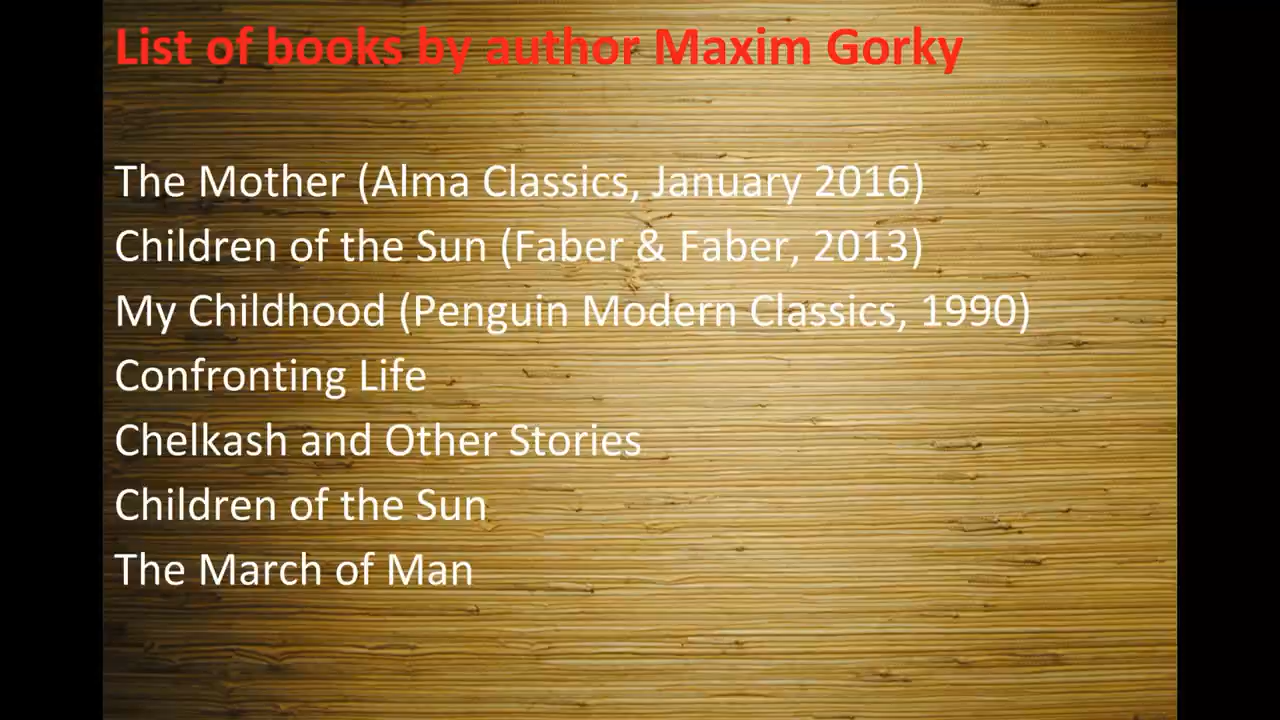 List of books by author Maxim Gorky
The Mother (Alma Classics, January 2016)
Children of the Sun (Faber & Faber, 2013)
My Childhood (Penguin Modern Classics, 1990)
Confronting Life
Chelkash and Other Stories
Children of the Sun
The March of Man